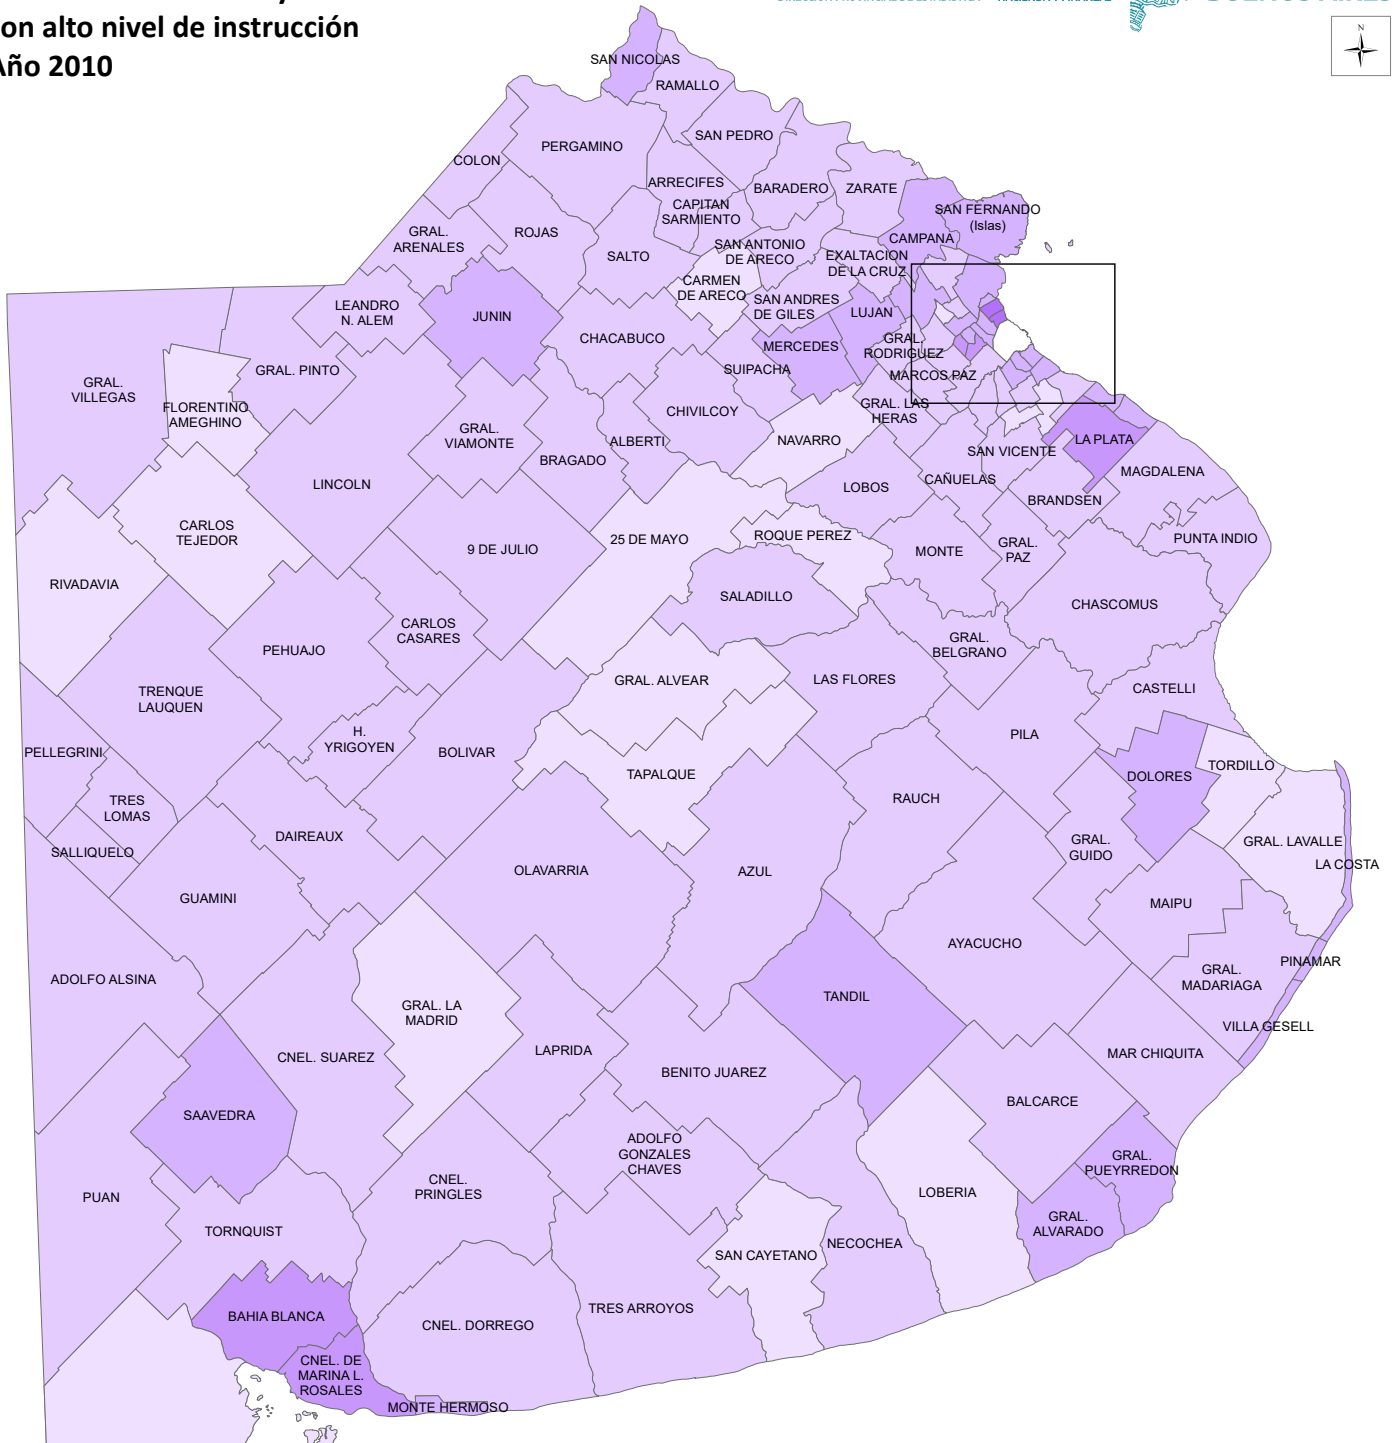 on alto nivel de instrucción
Año 2010
N
SAN NICOLAS
RAMALLO
SAN PEDRO
PERGAMINO
COLON
ARRECIFES
BARADERO
ZARATE
CAPITAN
SARMIENTO
SAN FERNANDO
(Islas)
GRAL.
ARENALES
ROJAS
CAMPANA
SALTO
SAN ANTONIO
DE ARECO
EXALTACION
DE LA CRUZ
CARMEN
DE ARECO
LEANDRO
N. ALEM
JUNIN
SAN ANDRES
DE GILES
LUJAN
CHACABUCO
MERCEDES
GRAL.
RODRIGUEZ
SUIPACHA
MARCOS PAZ
GRAL. PINTO
GRAL.
VILLEGAS
FLORENTINO
AMEGHINO
CHIVILCOY
GRAL. LAS
HERAS
GRAL.
VIAMONTE
ALBERTI
NAVARRO
LA PLATA
BRAGADO
SAN VICENTE
MAGDALENA
LINCOLN
LOBOS
CAÑUELAS
BRANDSEN
CARLOS
TEJEDOR
25 DE MAYO
ROQUE PEREZ
PUNTA INDIO
9 DE JULIO
MONTE
GRAL.
PAZ
RIVADAVIA
SALADILLO
CHASCOMUS
CARLOS
CASARES
PEHUAJO
GRAL.
BELGRANO
GRAL. ALVEAR
LAS FLORES
CASTELLI
TRENQUE
LAUQUEN
PELLEGRINI
H.
YRIGOYEN
BOLIVAR
PILA
TAPALQUE
DOLORES
TORDILLO
TRES
LOMAS
RAUCH
SALLIQUELO
DAIREAUX
GRAL.
GUIDO
GRAL. LAVALLE
LA COSTA
OLAVARRIA
AZUL
GUAMINI
MAIPU
AYACUCHO
ADOLFO ALSINA
PINAMAR
GRAL.
MADARIAGA
TANDIL
GRAL. LA
MADRID
VILLA GESELL
CNEL. SUAREZ
LAPRIDA
MAR CHIQUITA
BENITO JUAREZ
BALCARCE
SAAVEDRA
ADOLFO
GONZALES
CHAVES
GRAL.
PUEYRREDON
CNEL.
PRINGLES
PUAN
LOBERIA
GRAL.
ALVARADO
TORNQUIST
NECOCHEA
SAN CAYETANO
BAHIA BLANCA
TRES ARROYOS
CNEL. DORREGO
CNEL. DE
MARINA L.
ROSALES
MONTE HERMOSO